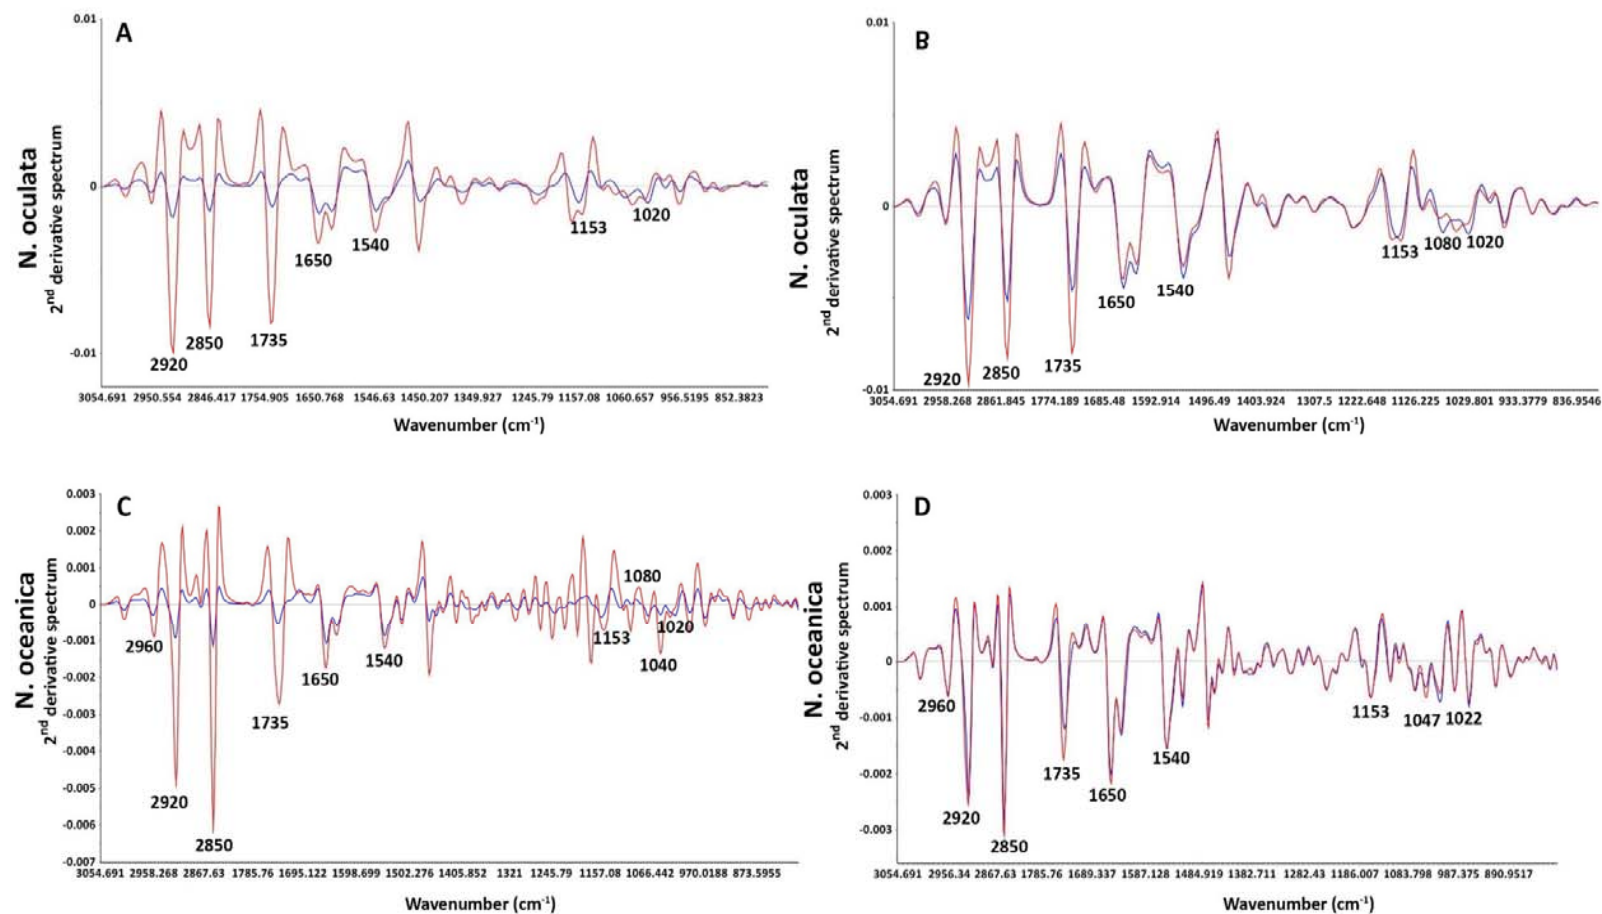 A
N. oculata
2nd derivative spectrum
0.01
0
-0.01
2920
2850
1735
1650
1540
1153
1020
3054.691 2950.554 2846.417 1754.905 1650.768 1546.63 1450.207 1349.927 1245.79 1157.08 1060.657 956.5195 852.3823
Wavenumber (cm-1)
B
N. oculata
2nd derivative spectrum
0.01
0
-0.01
2920
2850
1735
1650
1540
1153
1080
1020
3054.691 2958.268 2861.845 1774.189 1685.48 1592.914 1496.49 1403.924 1307.5 1222.648 1126.225 1029.801 933.3779 836.9546
Wavenumber (cm-1)
C
N. oceanica
2nd derivative spectrum
0.003
0.002
0.001
0
-0.001
-0.002
-0.003
-0.004
-0.005
-0.006
-0.007
2960
2920
2850
1735
1650
1540
1153
1080
1040
1020
3054.691 2958.268 2867.63 1785.76 1695.122 1598.699 1502.276 1405.852 1321 1245.79 1157.08 1066.442 970.0188 873.5955
Wavenumber (cm-1)
D
N. oceanica
2nd derivative spectrum
0.003
0.002
0.001
0
-0.001
-0.002
-0.003
2960
2920
2850
1735
1650
1540
1153
1047
1022
3054.691 2956.34 2867.63 1785.76 1689.337 1587.128 1484.919 1382.711 1282.43 1186.007 1083.798 987.375 890.9517
Wavenumber (cm-1)